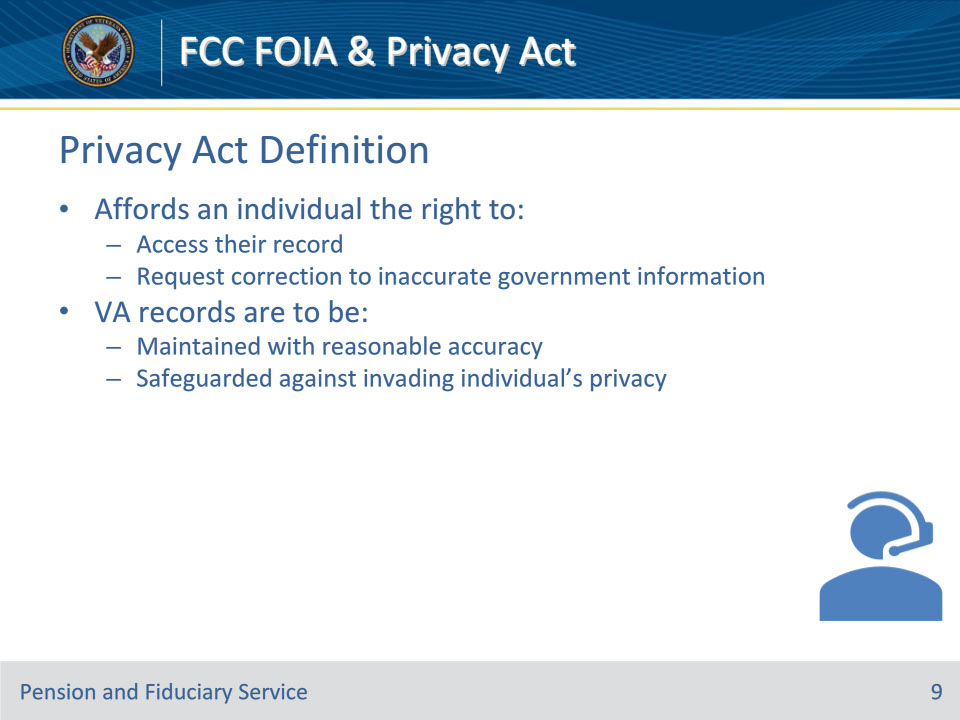 FCC FOIA & Privacy Act
Privacy Act Definition
• Affords an individual the right to:
– Access their record
– Request correction to inaccurate government information
• VA records are to be:
– Maintained with reasonable accuracy
– Safeguarded against invading individual’s privacy
Pension and Fiduciary Service
9